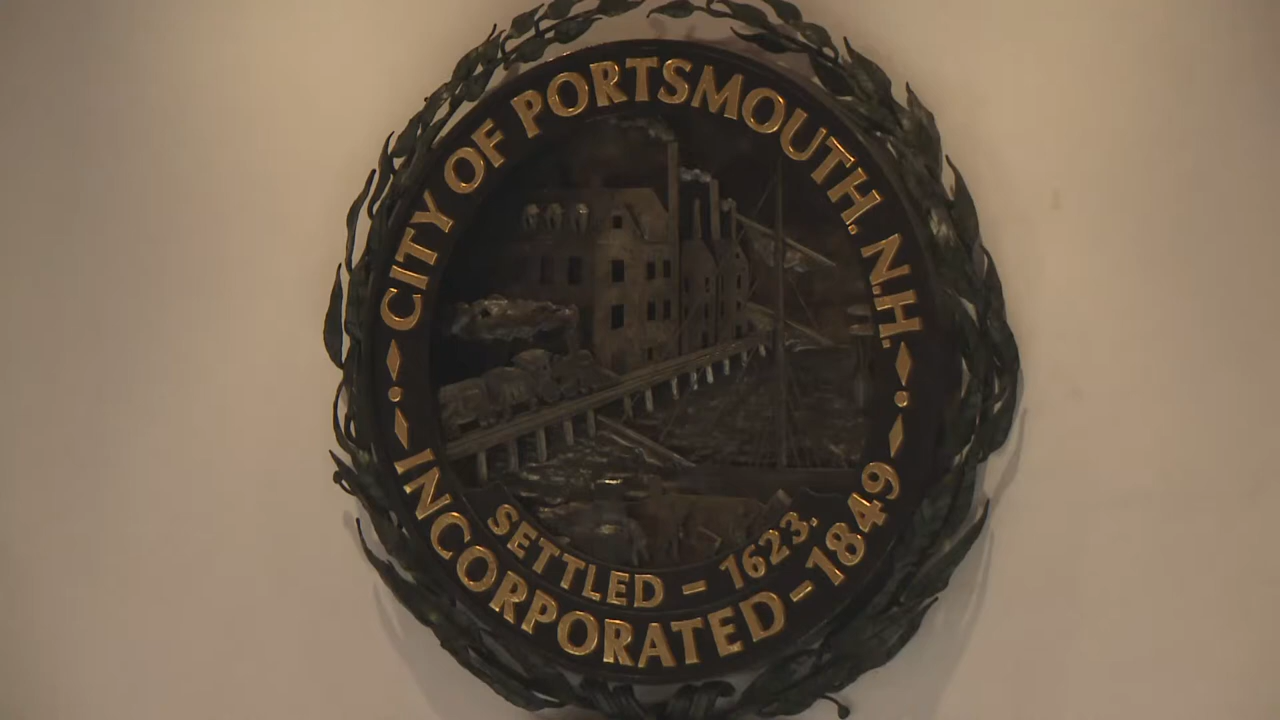 CITY OF PORTSMOUTH. N.H.
SETTLED – 1623.
INCORPORATED – 1849